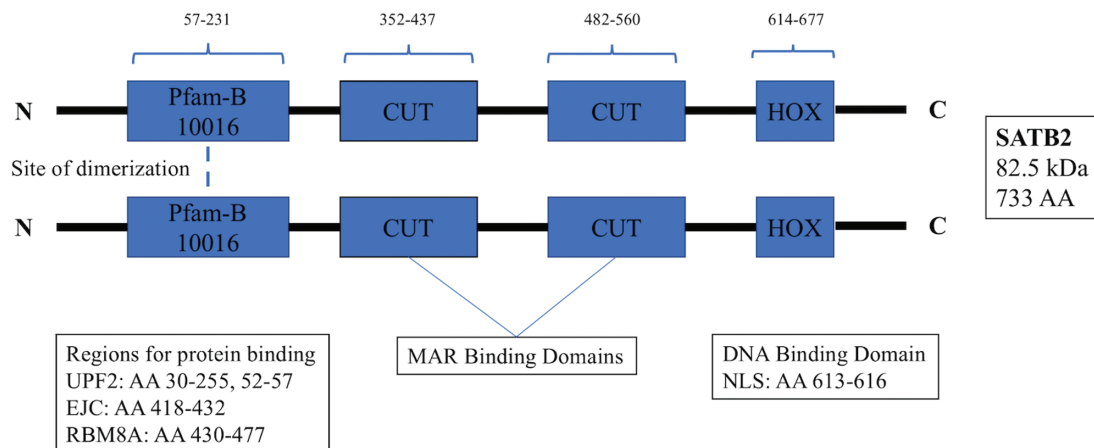 57-231
352-437
482-560
614-677
N
Pfam-B
10016
CUT
CUT
HOX
C
Site of dimerization
N
Pfam-B
10016
CUT
CUT
HOX
C
SATB2
82.5 kDa
733 AA
Regions for protein binding
UPF2: AA 30-255, 52-57
EJC: AA 418-432
RBM8A: AA 430-477
MAR Binding Domains
DNA Binding Domain
NLS: AA 613-616